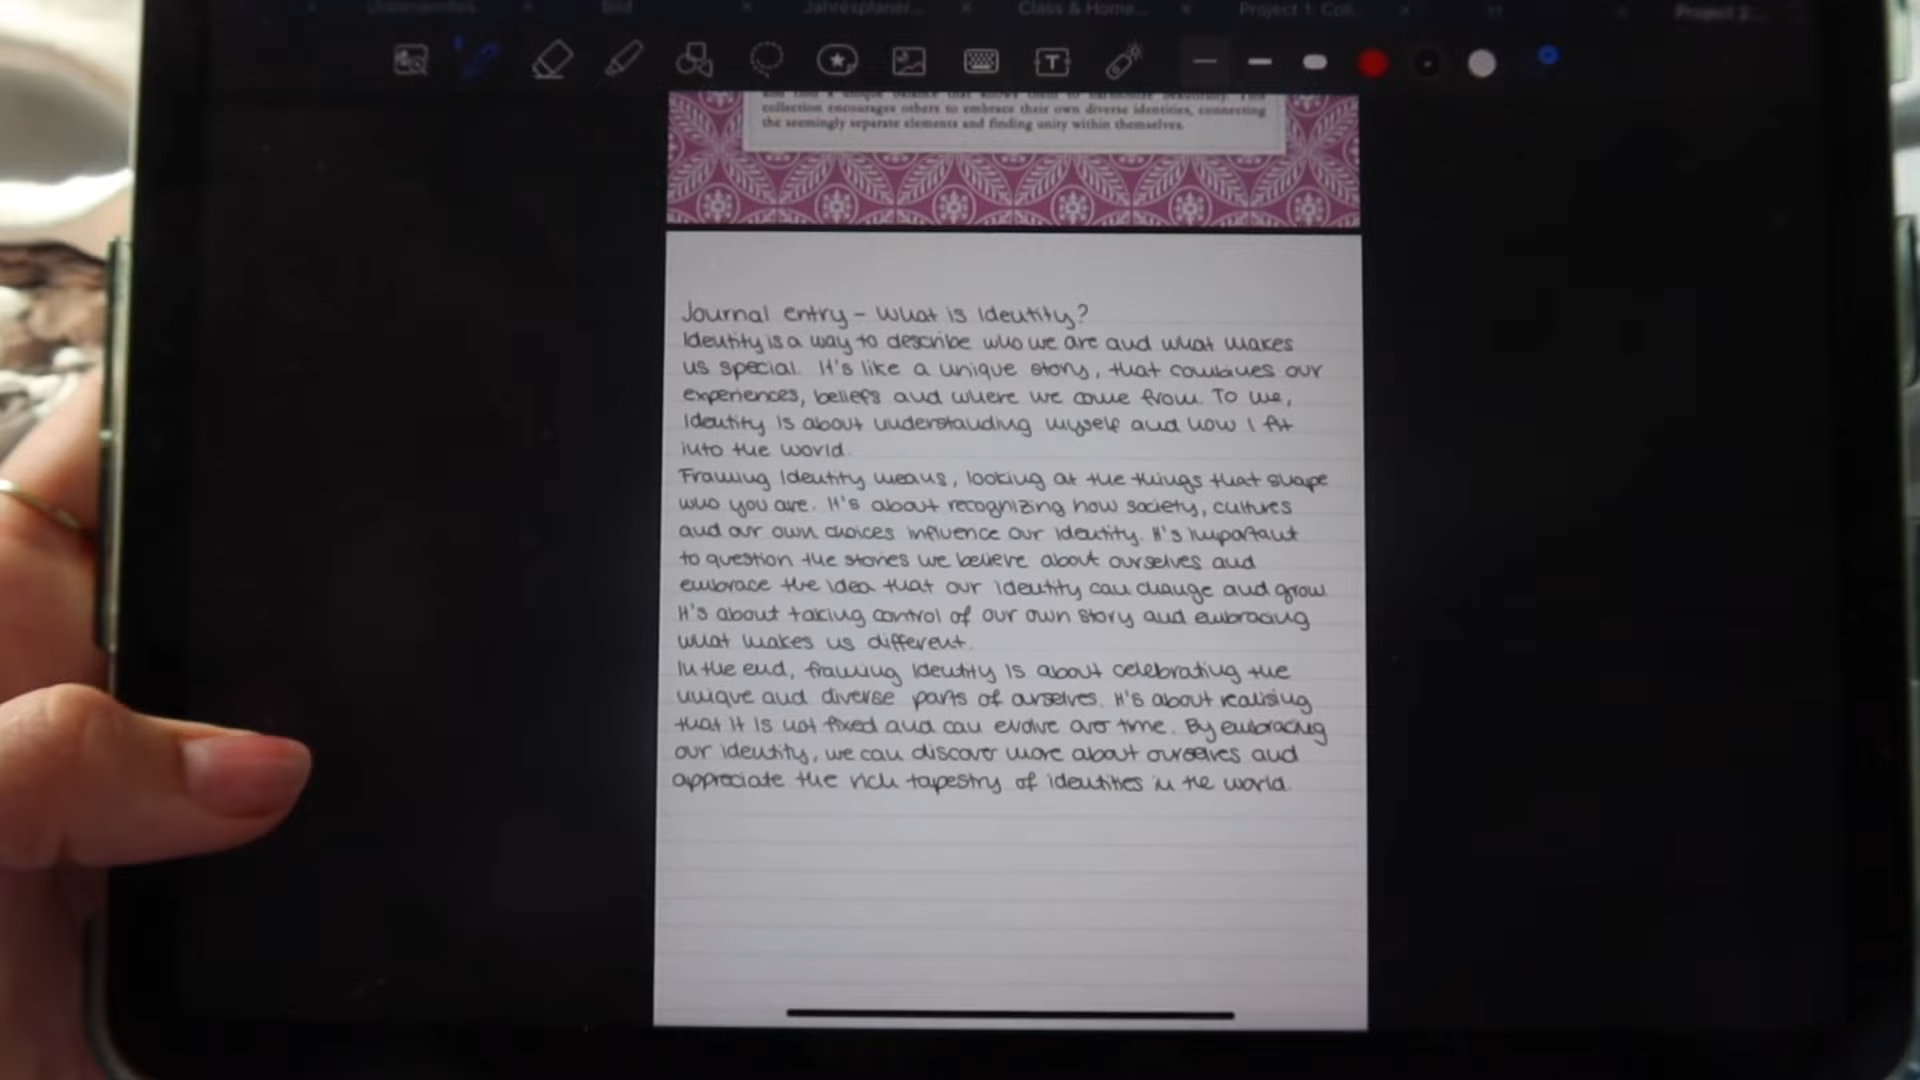 Bild
Jahresplaner...
Class & Home...
Project 1: Coll...
Project 2:...
T
collection encourages others to embrace their own diverse identities, connecting
the seemingly separate elements and finding unity within themselves.
Journal entry - What is Identity?
Identity is a way to describe who we are and what makes
us special. It's like a unique story, that combines our
experiences, beliefs and where we come from. To me,
Identity is about understanding myself and how I fit
into the world.
Framing Identity means, looking at the things that shape
who you are. It's about recognizing how society, cultures
and our own choices influence our identity. It's important
to question the stories we believe about ourselves and
embrace the idea that our identity can change and grow.
It's about taking control of our own story and embracing
what makes us different.
In the end, framing Identity is about celebrating the
unique and diverse parts of ourselves. It's about realising
that it is not fixed and can evolve over time. By embracing
our identity, we can discover more about ourselves and
appreciate the rich tapestry of identities in the world.